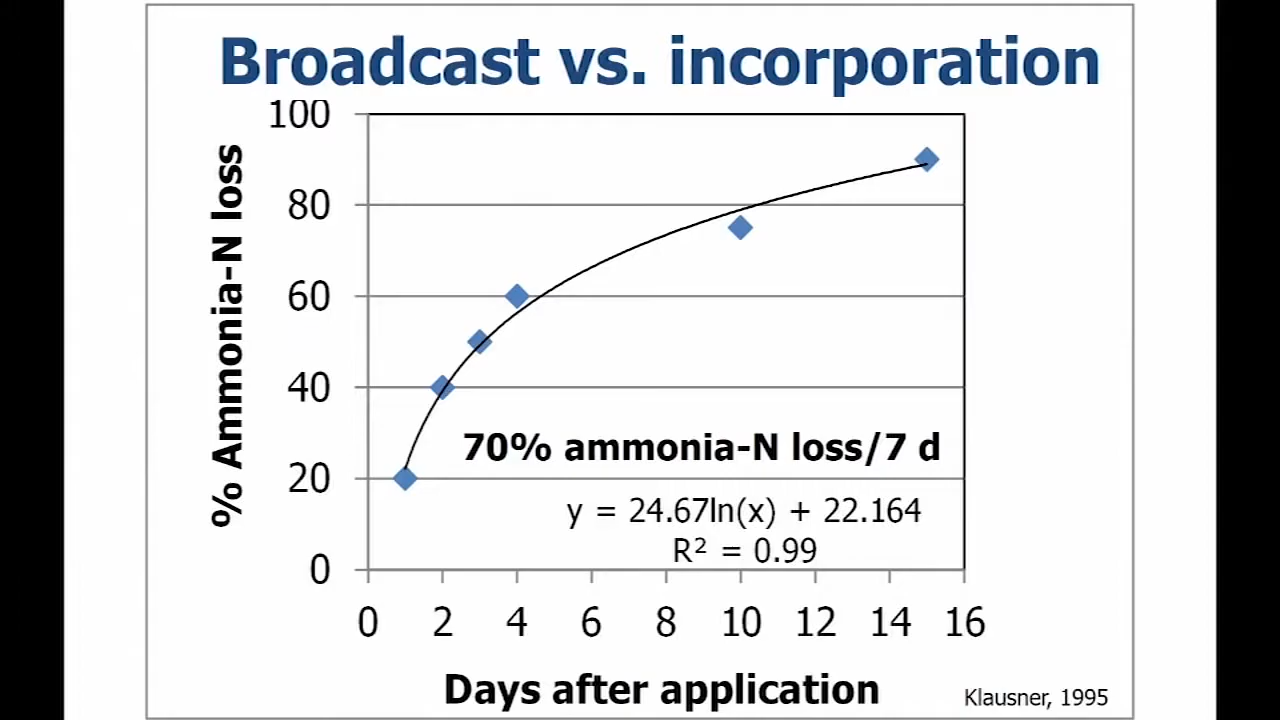 Broadcast vs. incorporation
% Ammonia-N loss
100
80
60
40
20
0
70% ammonia-N loss/7 d
y = 24.67ln(x) + 22.164
R² = 0.99
0 2 4 6 8 10 12 14 16
Days after application
Klausner, 1995